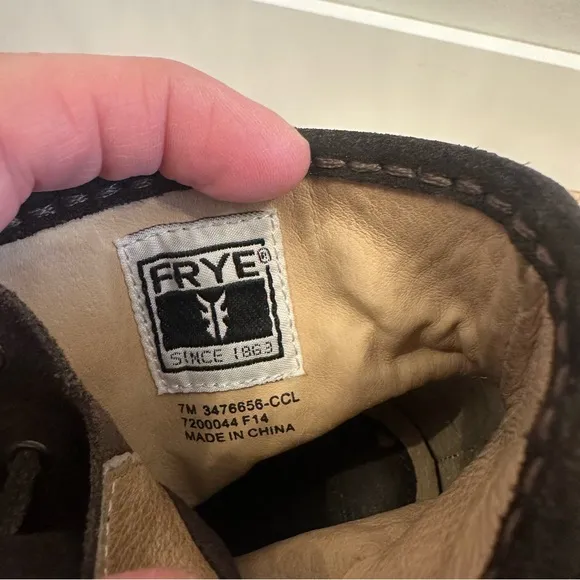 FRYE®
SINCE 1863
7M 3476656-CCL
7200044 F14
MADE IN CHINA